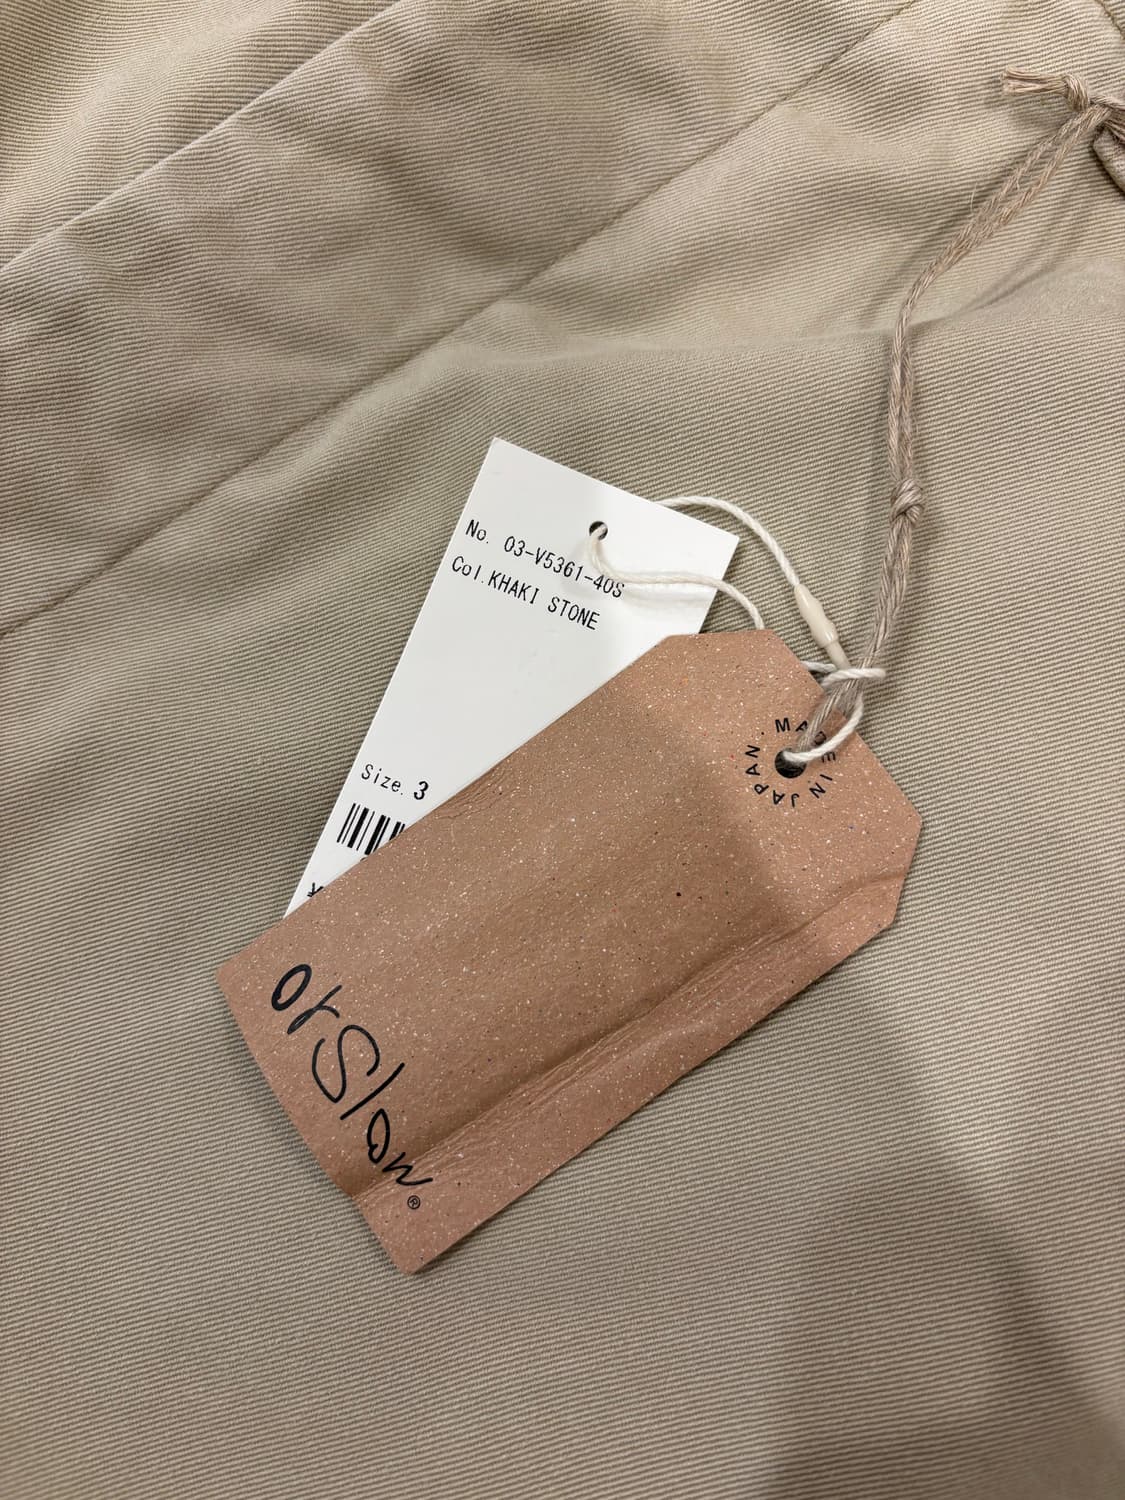 No. 03-V5361-40S
Col.KHAKI STONE
Size. 3
¥
MADE IN JAPAN.
orSlow®